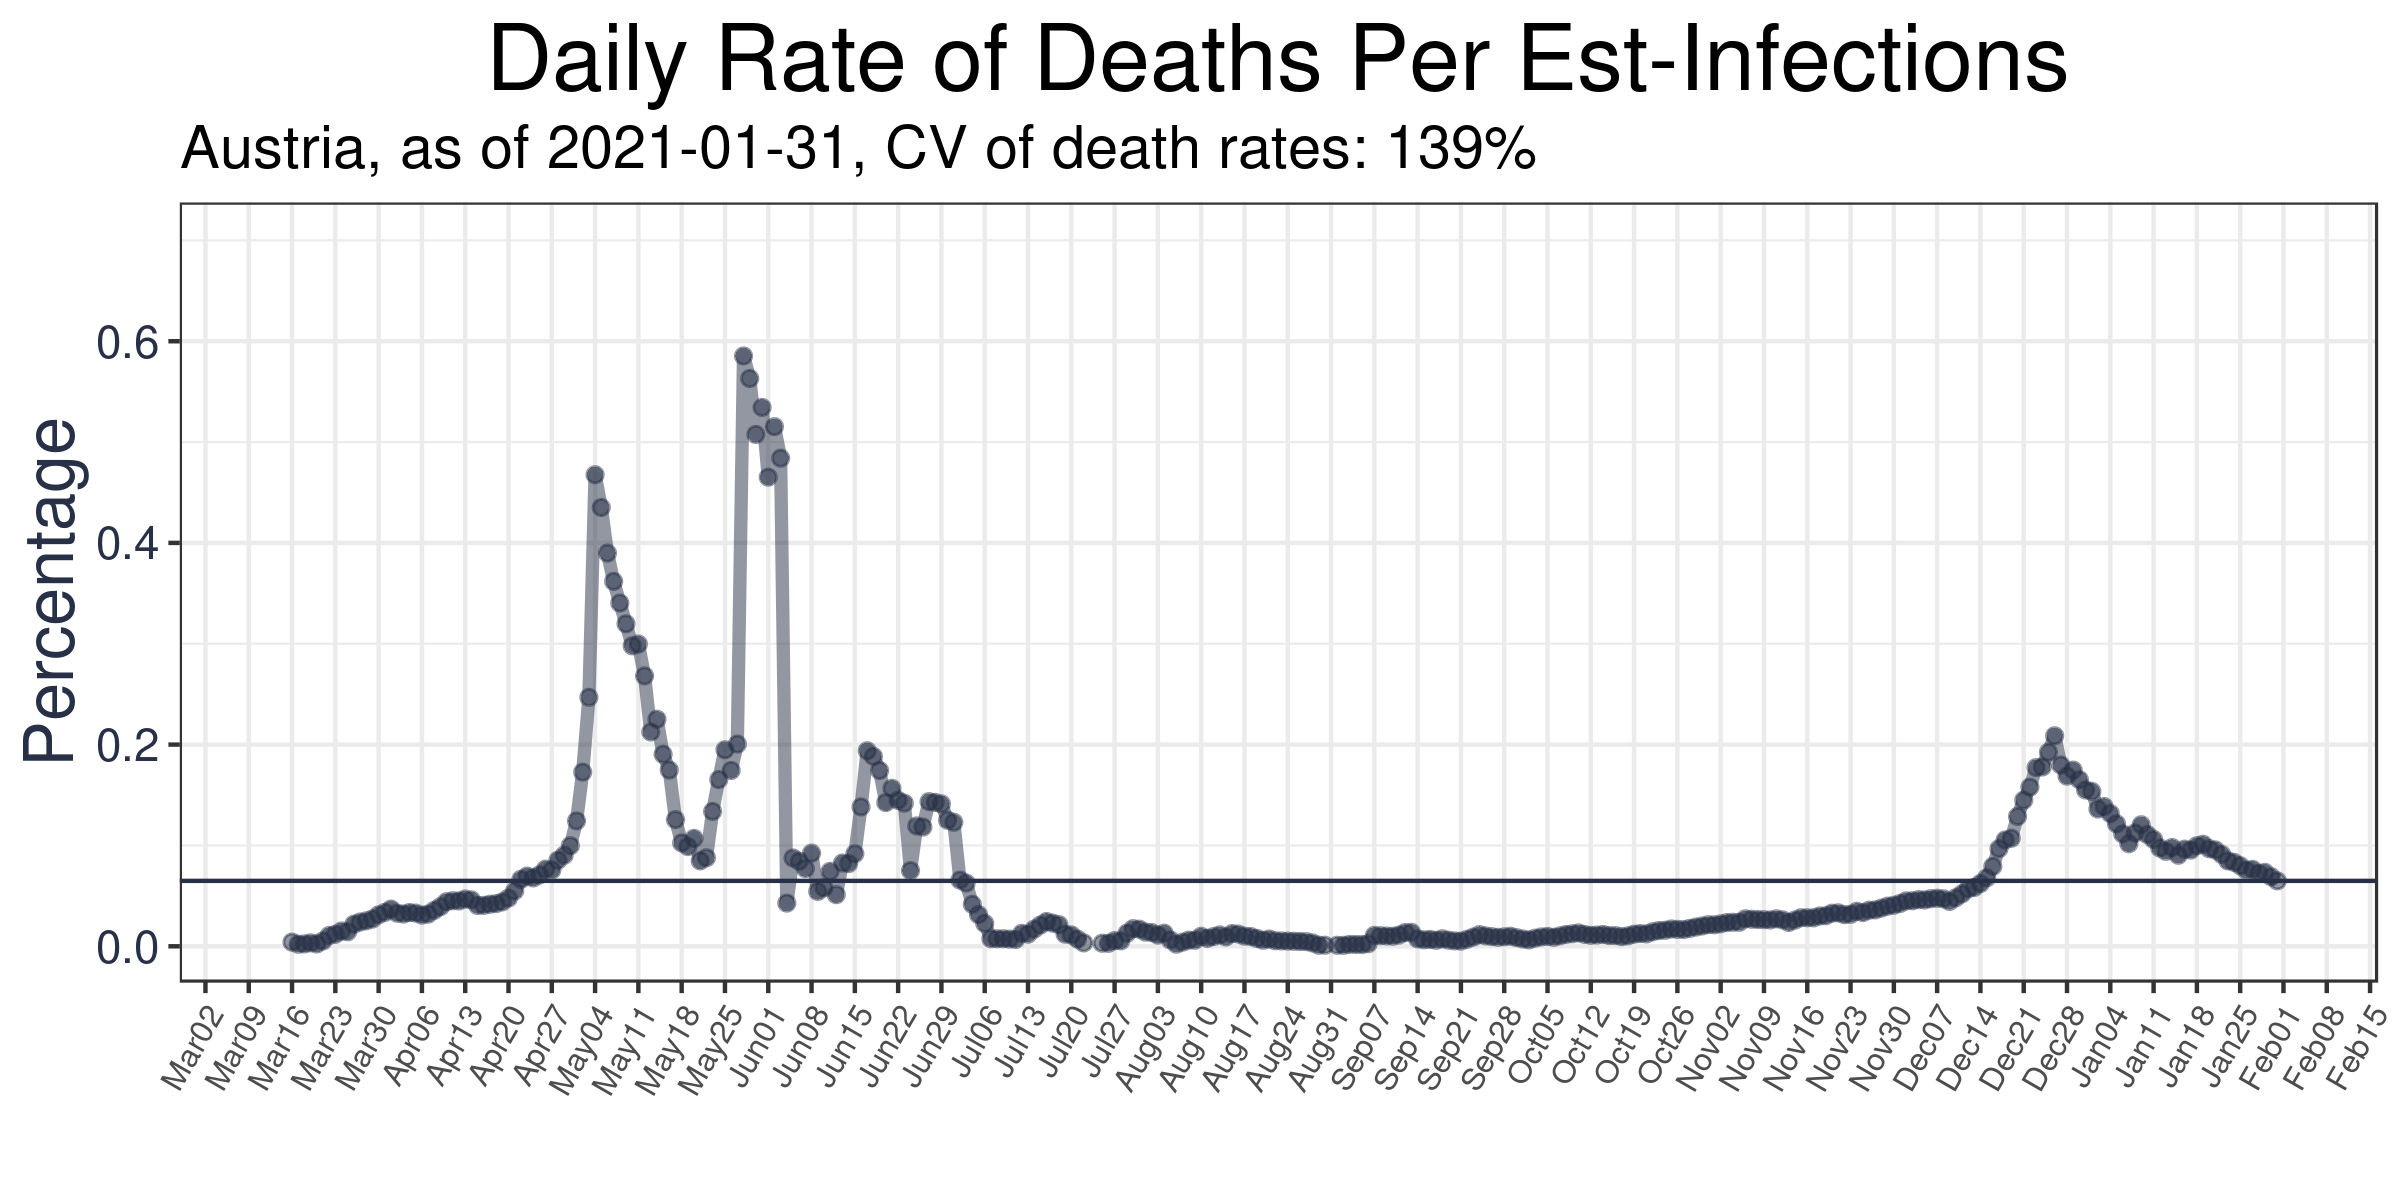 Daily Rate of Deaths Per Est-Infections
Austria, as of 2021-01-31, CV of death rates: 139%
Percentage
0.6
0.4
0.2
0.0
Mar02 Mar09 Mar16 Mar23 Mar30 Apr06 Apr13 Apr20 Apr27 May04 May11 May18 May25 Jun01 Jun08 Jun15 Jun22 Jun29 Jul06 Jul13 Jul20 Jul27 Aug03 Aug10 Aug17 Aug24 Aug31 Sep07 Sep14 Sep21 Sep28 Oct05 Oct12 Oct19 Oct26 Nov02 Nov09 Nov16 Nov23 Nov30 Dec07 Dec14 Dec21 Dec28 Jan04 Jan11 Jan18 Jan25 Feb01 Feb08 Feb15